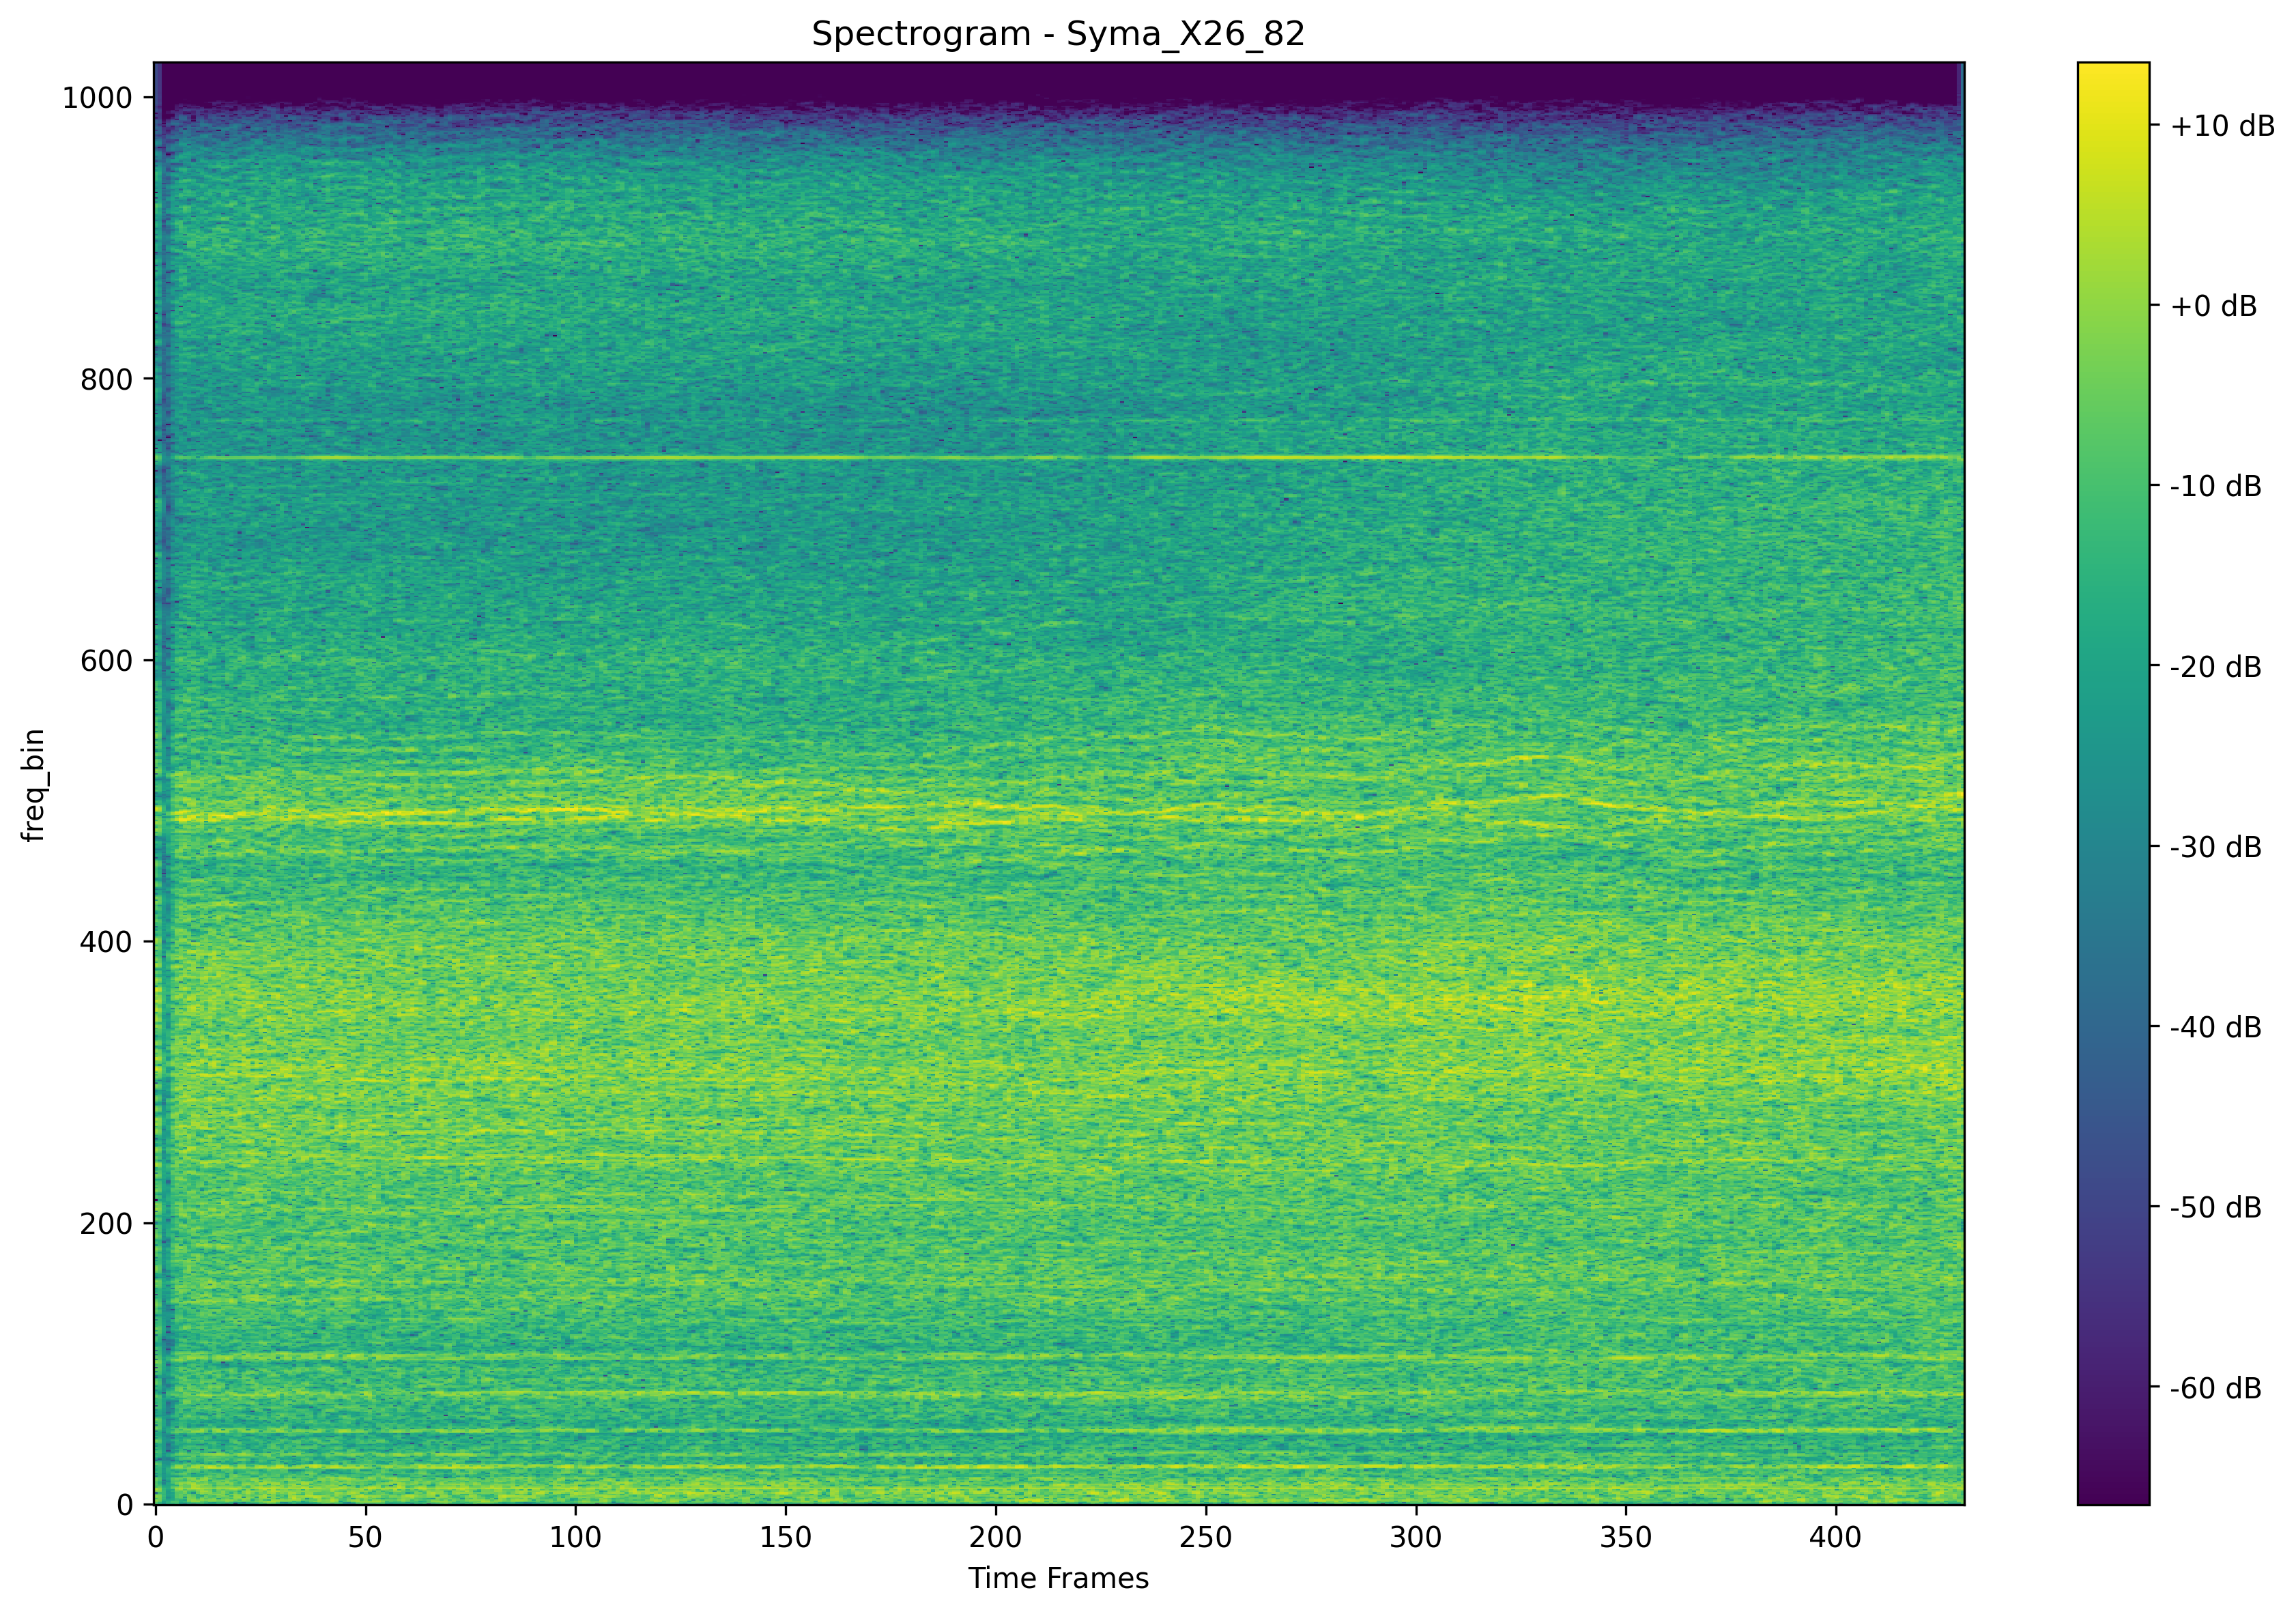 Spectrogram - Syma_X26_82
1000
800
600
400
200
0
freq_bin
0 50 100 150 200 250 300 350 400
Time Frames
+10 dB
+0 dB
-10 dB
-20 dB
-30 dB
-40 dB
-50 dB
-60 dB